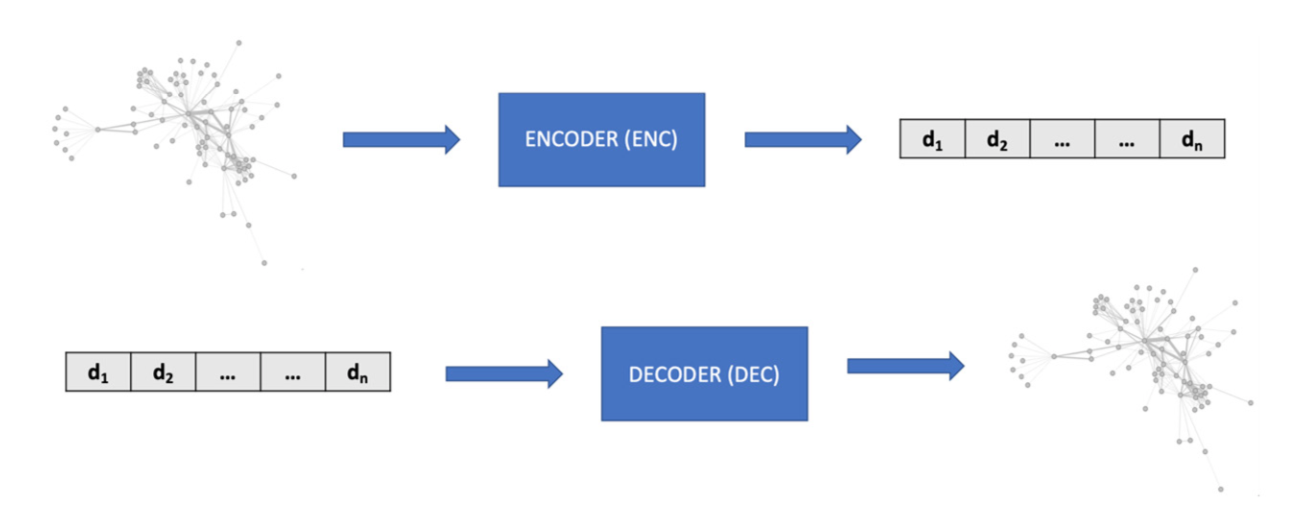 ENCODER (ENC)
d₁ d₂ ... ... dₙ
d₁ d₂ ... ... dₙ
DECODER (DEC)